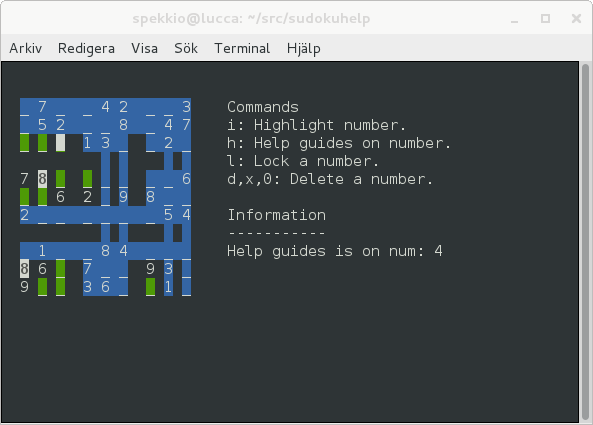 spekkio@lucca: ~/src/sudokuhelp
Arkiv Redigera Visa Sök Terminal Hjälp
_ 7 _ _ 4 2 _ _ 3 Commands
_ 5 2 _ _ 8 _ 4 7 i: Highlight number.
_ _ _ 1 3 _ _ 2 _ h: Help guides on number.
l: Lock a number.
7 8 _ _ _ _ _ _ 6 d,x,0: Delete a number.
_ _ 6 2 _ 9 8 _ _
2 _ _ _ _ _ _ 5 4 Information
-----------
_ 1 _ _ 8 4 _ _ _ Help guides is on num: 4
8 6 _ 7 _ _ 9 3 _
9 _ _ 3 6 _ _ 1 _